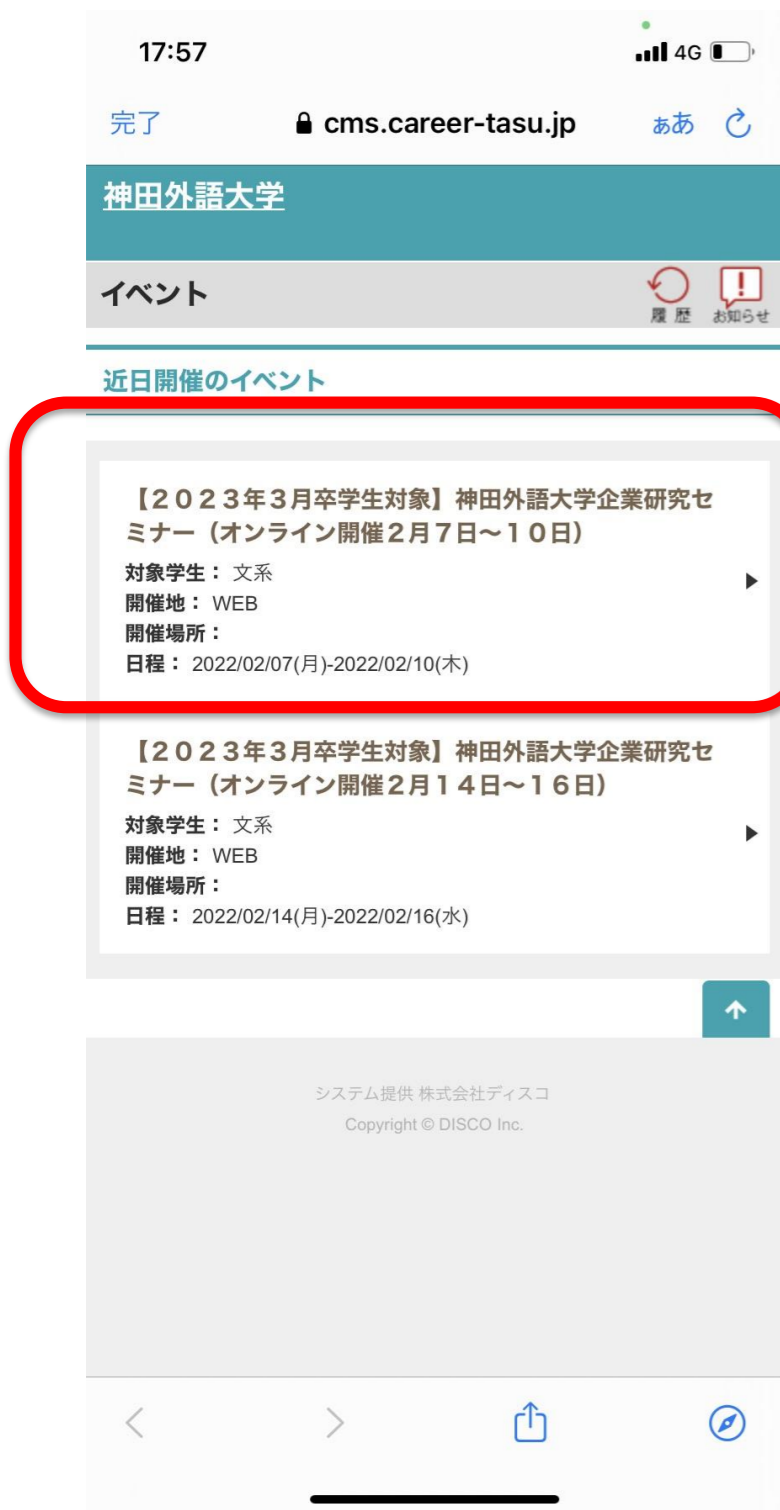 17:57
4G
完了
cms.career-tasu.jp
ぁあ
神田外語大学
イベント
履 歴
お知らせ
近日開催のイベント
【２０２３年３月卒学生対象】神田外語大学企業研究セ
ミナー（オンライン開催２月７日～１０日）
対象学生： 文系
開催地： WEB
開催場所：
日程： 2022/02/07(月)-2022/02/10(木)
【２０２３年３月卒学生対象】神田外語大学企業研究セ
ミナー（オンライン開催２月１４日～１６日）
対象学生： 文系
開催地： WEB
開催場所：
日程： 2022/02/14(月)-2022/02/16(水)
システム提供 株式会社ディスコ
Copyright © DISCO Inc.